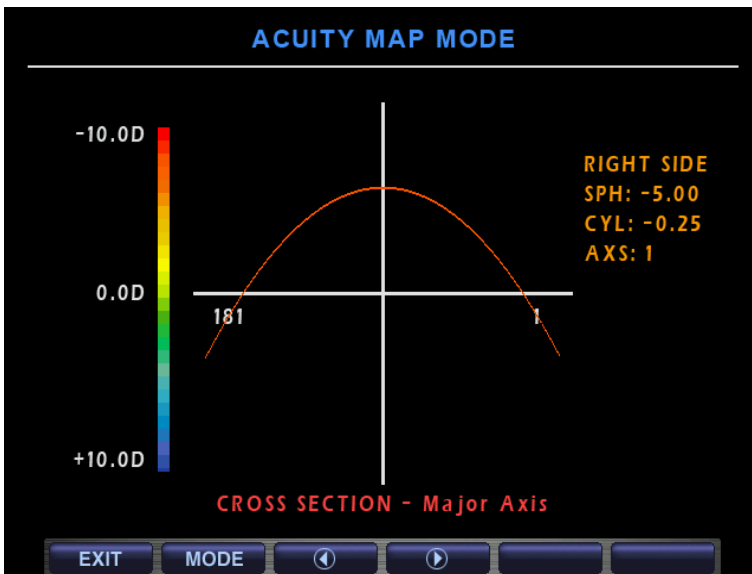 ACUITY MAP MODE
-10.0D
RIGHT SIDE
SPH: -5.00
CYL: -0.25
AXS: 1
0.0D
181
1
+10.0D
CROSS SECTION - Major Axis
EXIT
MODE